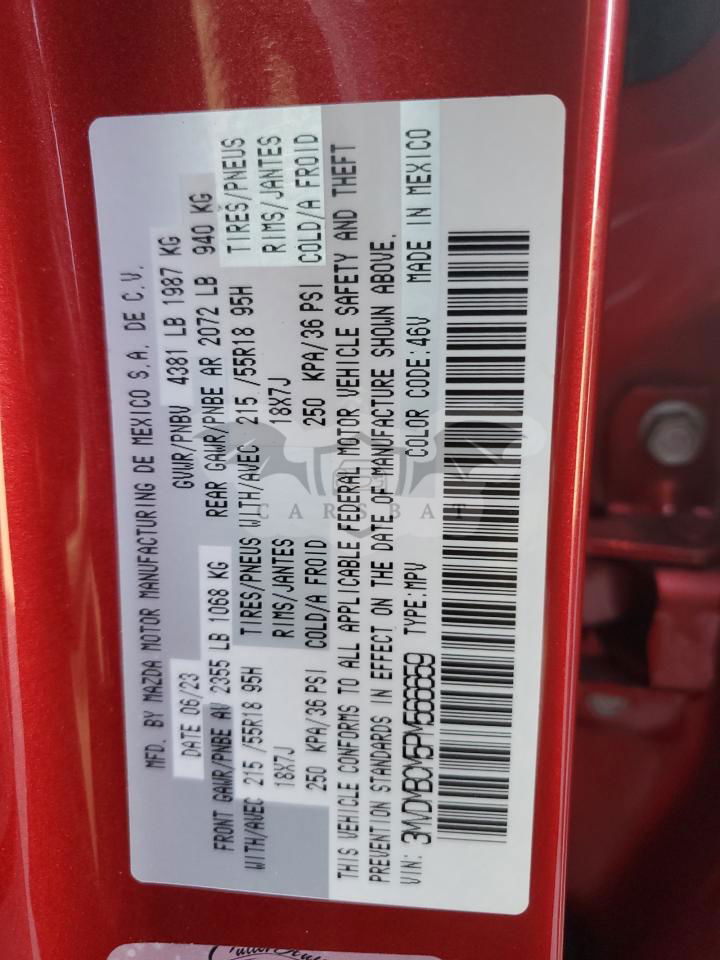 MFD. BY MAZDA MOTOR MANUFACTURING DE MEXICO S.A. DE C.V.
DATE 06/23 GVWR/PNBV 4381 LB 1987 KG
FRONT GAWR/PNBE AV 2355 LB 1068 KG REAR GAWR/PNBE AR 2072 LB 940 KG
WITH/AVEC 215 /55R18 95H TIRES/PNEUS WITH/AVEC 215 /55R18 95H TIRES/PNEUS
18X7J RIMS/JANTES 18X7J RIMS/JANTES
250 KPA/36 PSI COLD/A FROID 250 KPA/36 PSI COLD/A FROID
THIS VEHICLE CONFORMS TO ALL APPLICABLE FEDERAL MOTOR VEHICLE SAFETY AND THEFT
PREVENTION STANDARDS IN EFFECT ON THE DATE OF MANUFACTURE SHOWN ABOVE.
VIN: 3MVDMBCM5PM566659 TYPE:MPV COLOR CODE:46V MADE IN MEXICO
CARSBAT